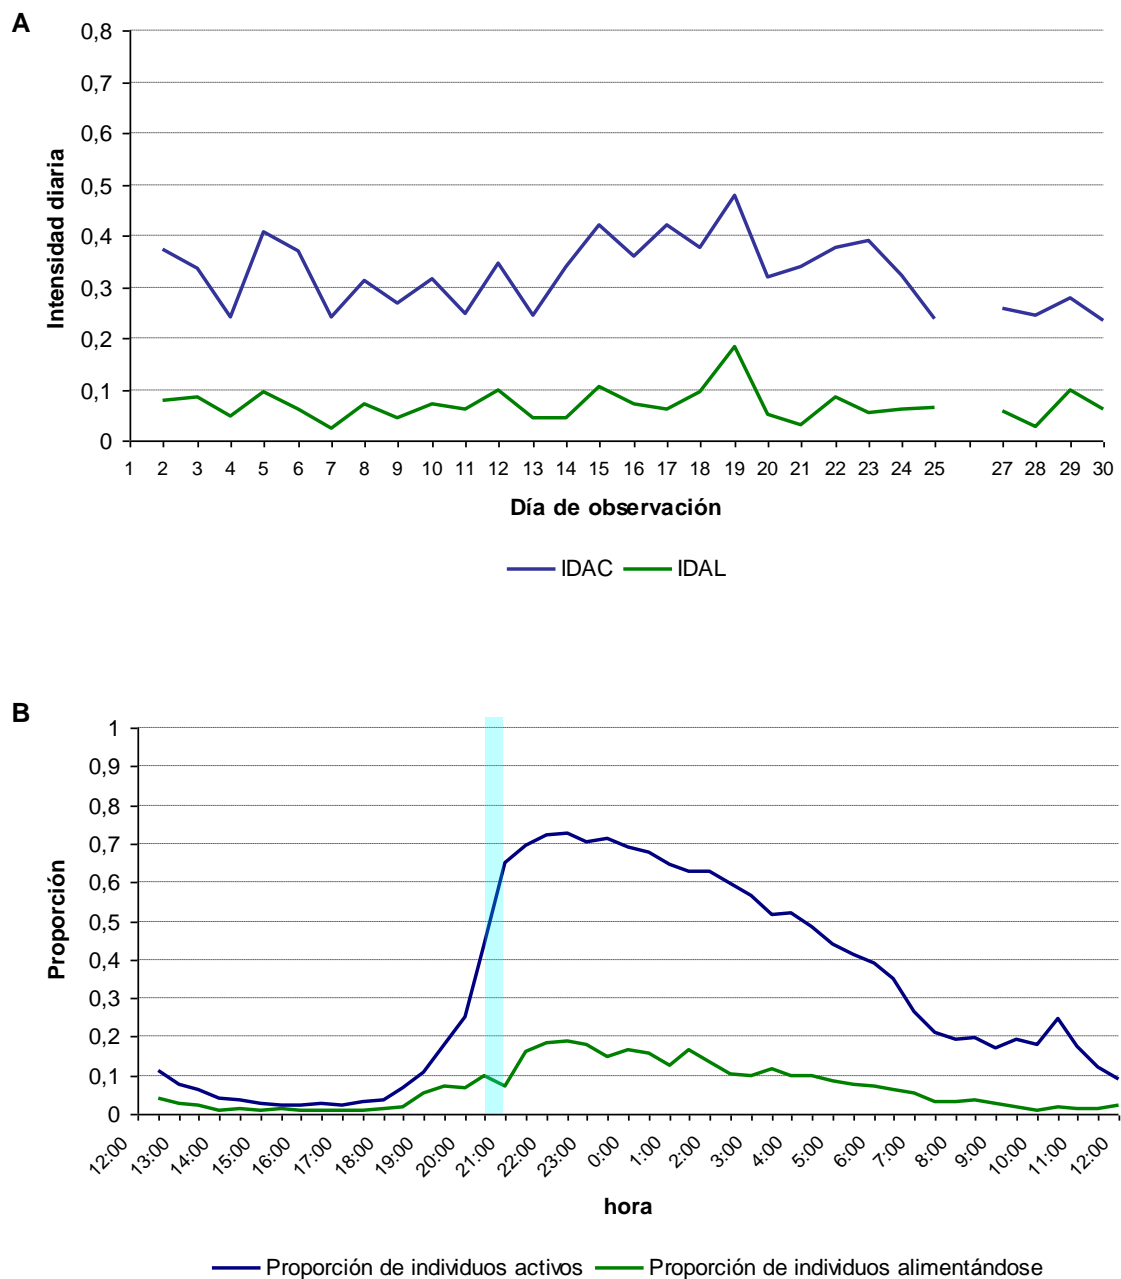 A
0,8
0,7
0,6
0,5
0,4
0,3
0,2
0,1
0
Intensidad diaria
1 2 3 4 5 6 7 8 9 10 11 12 13 14 15 16 17 18 19 20 21 22 23 24 25 27 28 29 30
Día de observación
IDAC IDAL
B
1
0,9
0,8
0,7
0,6
0,5
0,4
0,3
0,2
0,1
0
Proporción
12:00 13:00 14:00 15:00 16:00 17:00 18:00 19:00 20:00 21:00 22:00 23:00 0:00 1:00 2:00 3:00 4:00 5:00 6:00 7:00 8:00 9:00 10:00 11:00 12:00
hora
Proporción de individuos activos Proporción de individuos alimentándose